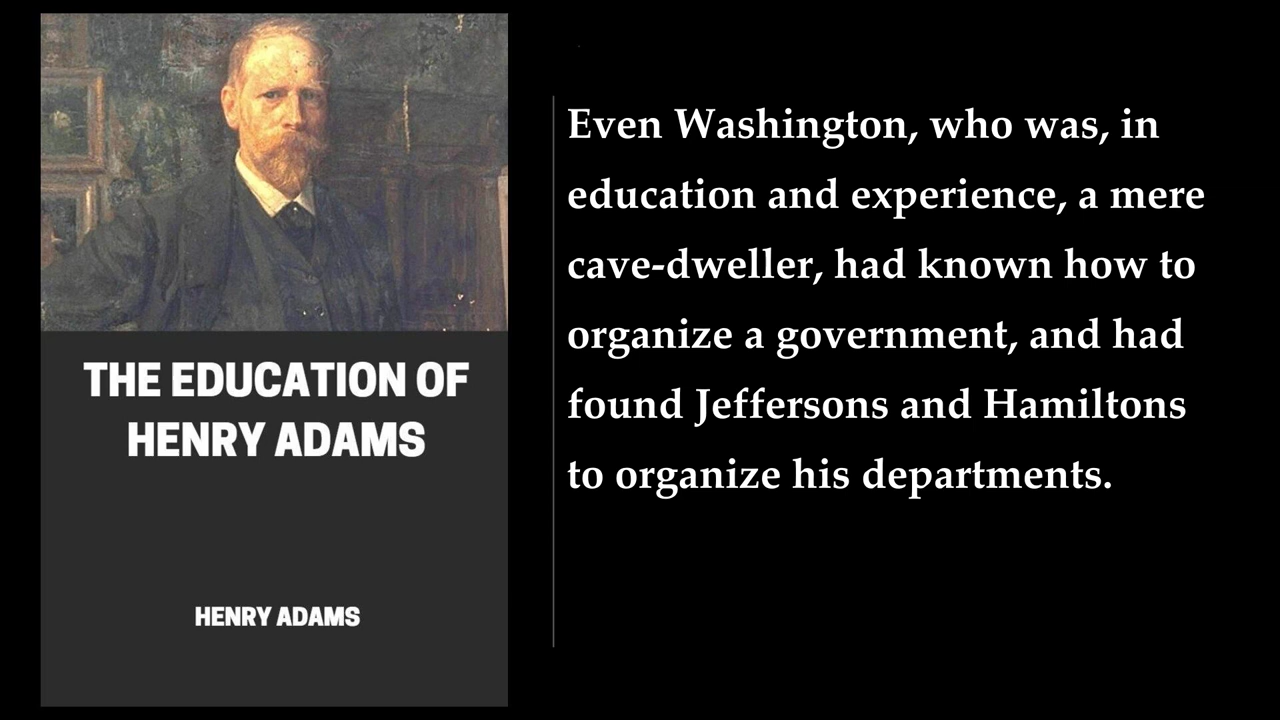 THE EDUCATION OF
HENRY ADAMS
HENRY ADAMS
Even Washington, who was, in
education and experience, a mere
cave-dweller, had known how to
organize a government, and had
found Jeffersons and Hamiltons
to organize his departments.